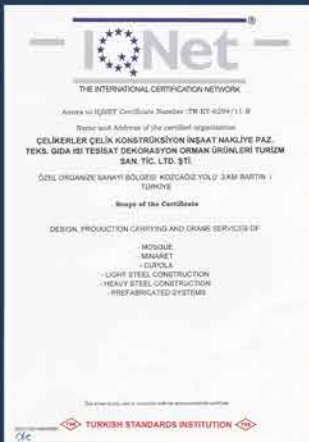 IQNet
®
THE INTERNATIONAL CERTIFICATION NETWORK
Annex to IQNET Certificate Number :TR-EY-6294/11-R
Name and Address of the certified organization
ÇELİKERLER ÇELİK KONSTRÜKSİYON İNŞAAT NAKLİYE PAZ.
TEKS. GIDA ISI TESİSAT DEKORASYON ORMAN ÜRÜNLERİ TURİZM
SAN. TİC. LTD. ŞTİ.
ÖZEL ORGANİZE SANAYİ BÖLGESİ KOZCAĞIZ YOLU 3.KM BARTIN /
TÜRKİYE
Scope of the Certificate
DESIGN, PRODUCTION CARRYING AND CRANE SERVICES OF
- MOSQUE
- MINARET
- CUPOLA
- LIGHT STEEL CONSTRUCTION
- HEAVY STEEL CONSTRUCTION
- PREFABRICATED SYSTEMS
TSE TURKISH STANDARDS INSTITUTION TSE